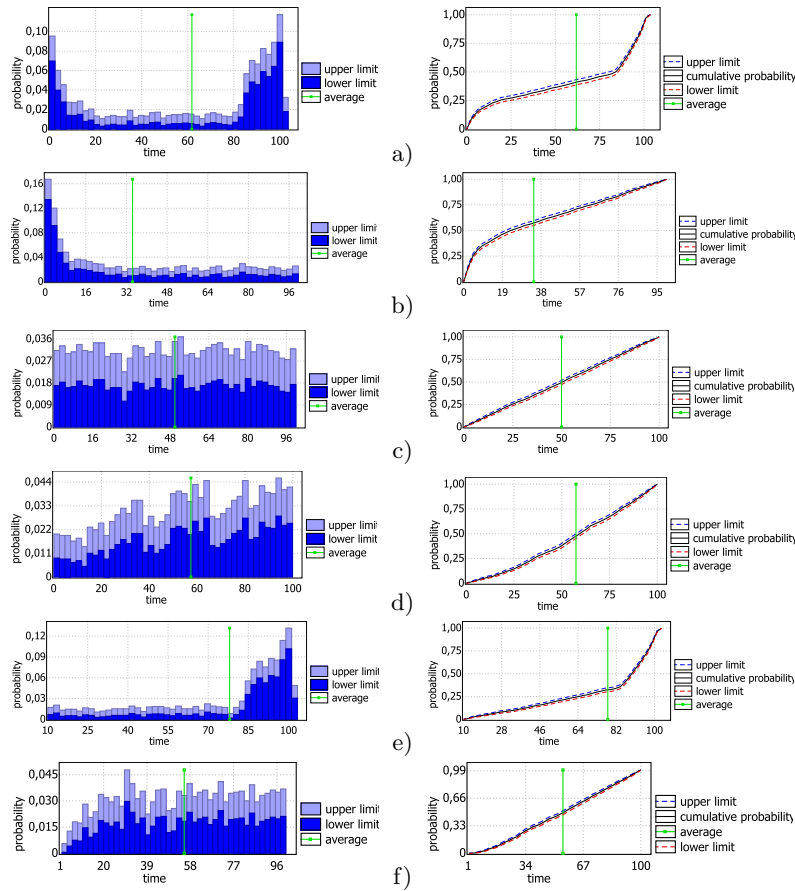 0,10
0,08
0,06
0,04
0,02
0
probability
0 20 40 60 80 100
time
upper limit
lower limit
average
1,00
0,75
0,50
0,25
0
probability
0 25 50 75 100
time
upper limit
cumulative probability
lower limit
average
a)
0,16
0,12
0,08
0,04
0
probability
0 16 32 48 64 80 96
time
upper limit
lower limit
average
1,00
0,75
0,50
0,25
0
probability
0 19 38 57 76 95
time
upper limit
cumulative probability
lower limit
average
b)
0,036
0,027
0,018
0,009
0
probability
0 16 32 48 64 80 96
time
upper limit
lower limit
average
1,00
0,75
0,50
0,25
0
probability
0 25 50 75 100
time
upper limit
cumulative probability
lower limit
average
c)
0,044
0,033
0,022
0,011
0
probability
0 20 40 60 80 100
time
upper limit
lower limit
average
1,00
0,75
0,50
0,25
0
probability
0 25 50 75 100
time
upper limit
cumulative probability
lower limit
average
d)
0,12
0,09
0,06
0,03
0
probability
10 25 40 55 70 85 100
time
upper limit
lower limit
average
1,00
0,75
0,50
0,25
0
probability
10 28 46 64 82 100
time
upper limit
cumulative probability
lower limit
average
e)
0,045
0,030
0,015
0
probability
1 20 39 58 77 96
time
upper limit
lower limit
average
0,99
0,66
0,33
0
probability
1 34 67 100
time
upper limit
cumulative probability
average
lower limit
f)